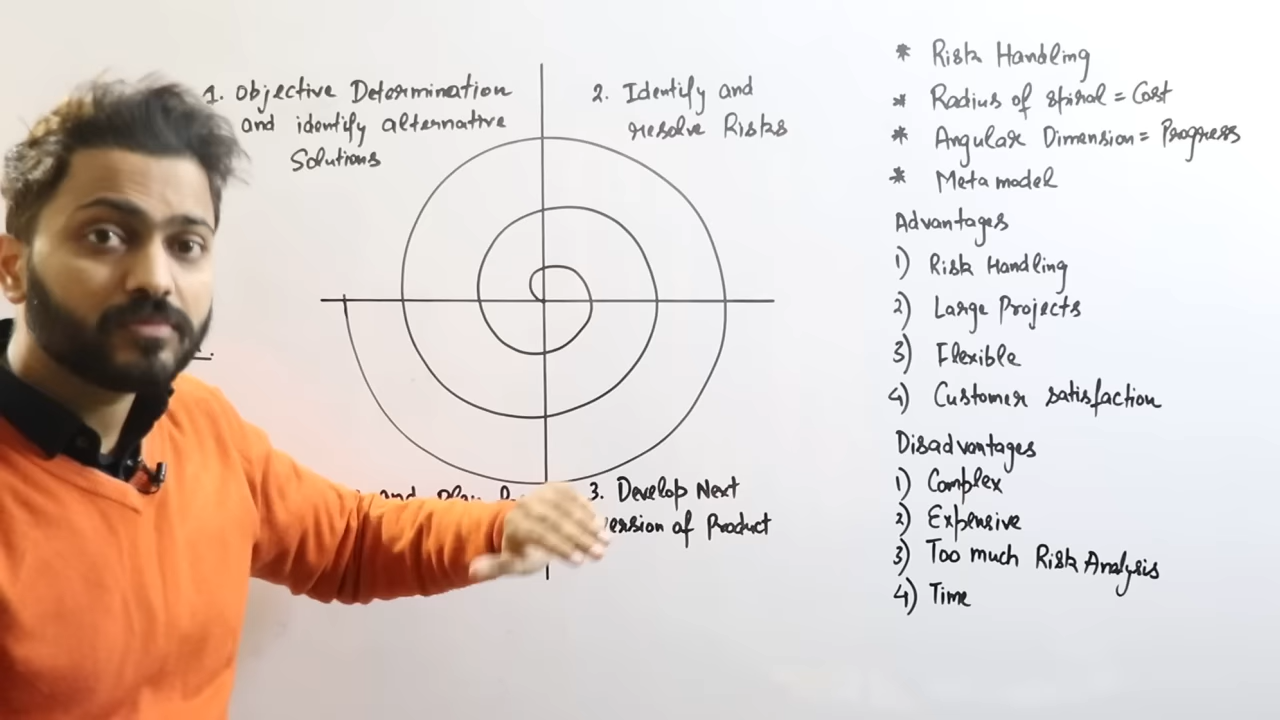 1. Objective Determination
and identify alternative
Solutions
2. Identify and
resolve Risks
and Plan
3. Develop Next
version of Product
* Risk Handling
* Radius of spiral = Cost
* Angular Dimension = Progress
* Meta model
Advantages
1) Risk Handling
2) Large Projects
3) Flexible
4) Customer satisfaction
Disadvantages
1) Complex
2) Expensive
3) Too much Risk Analysis
4) Time